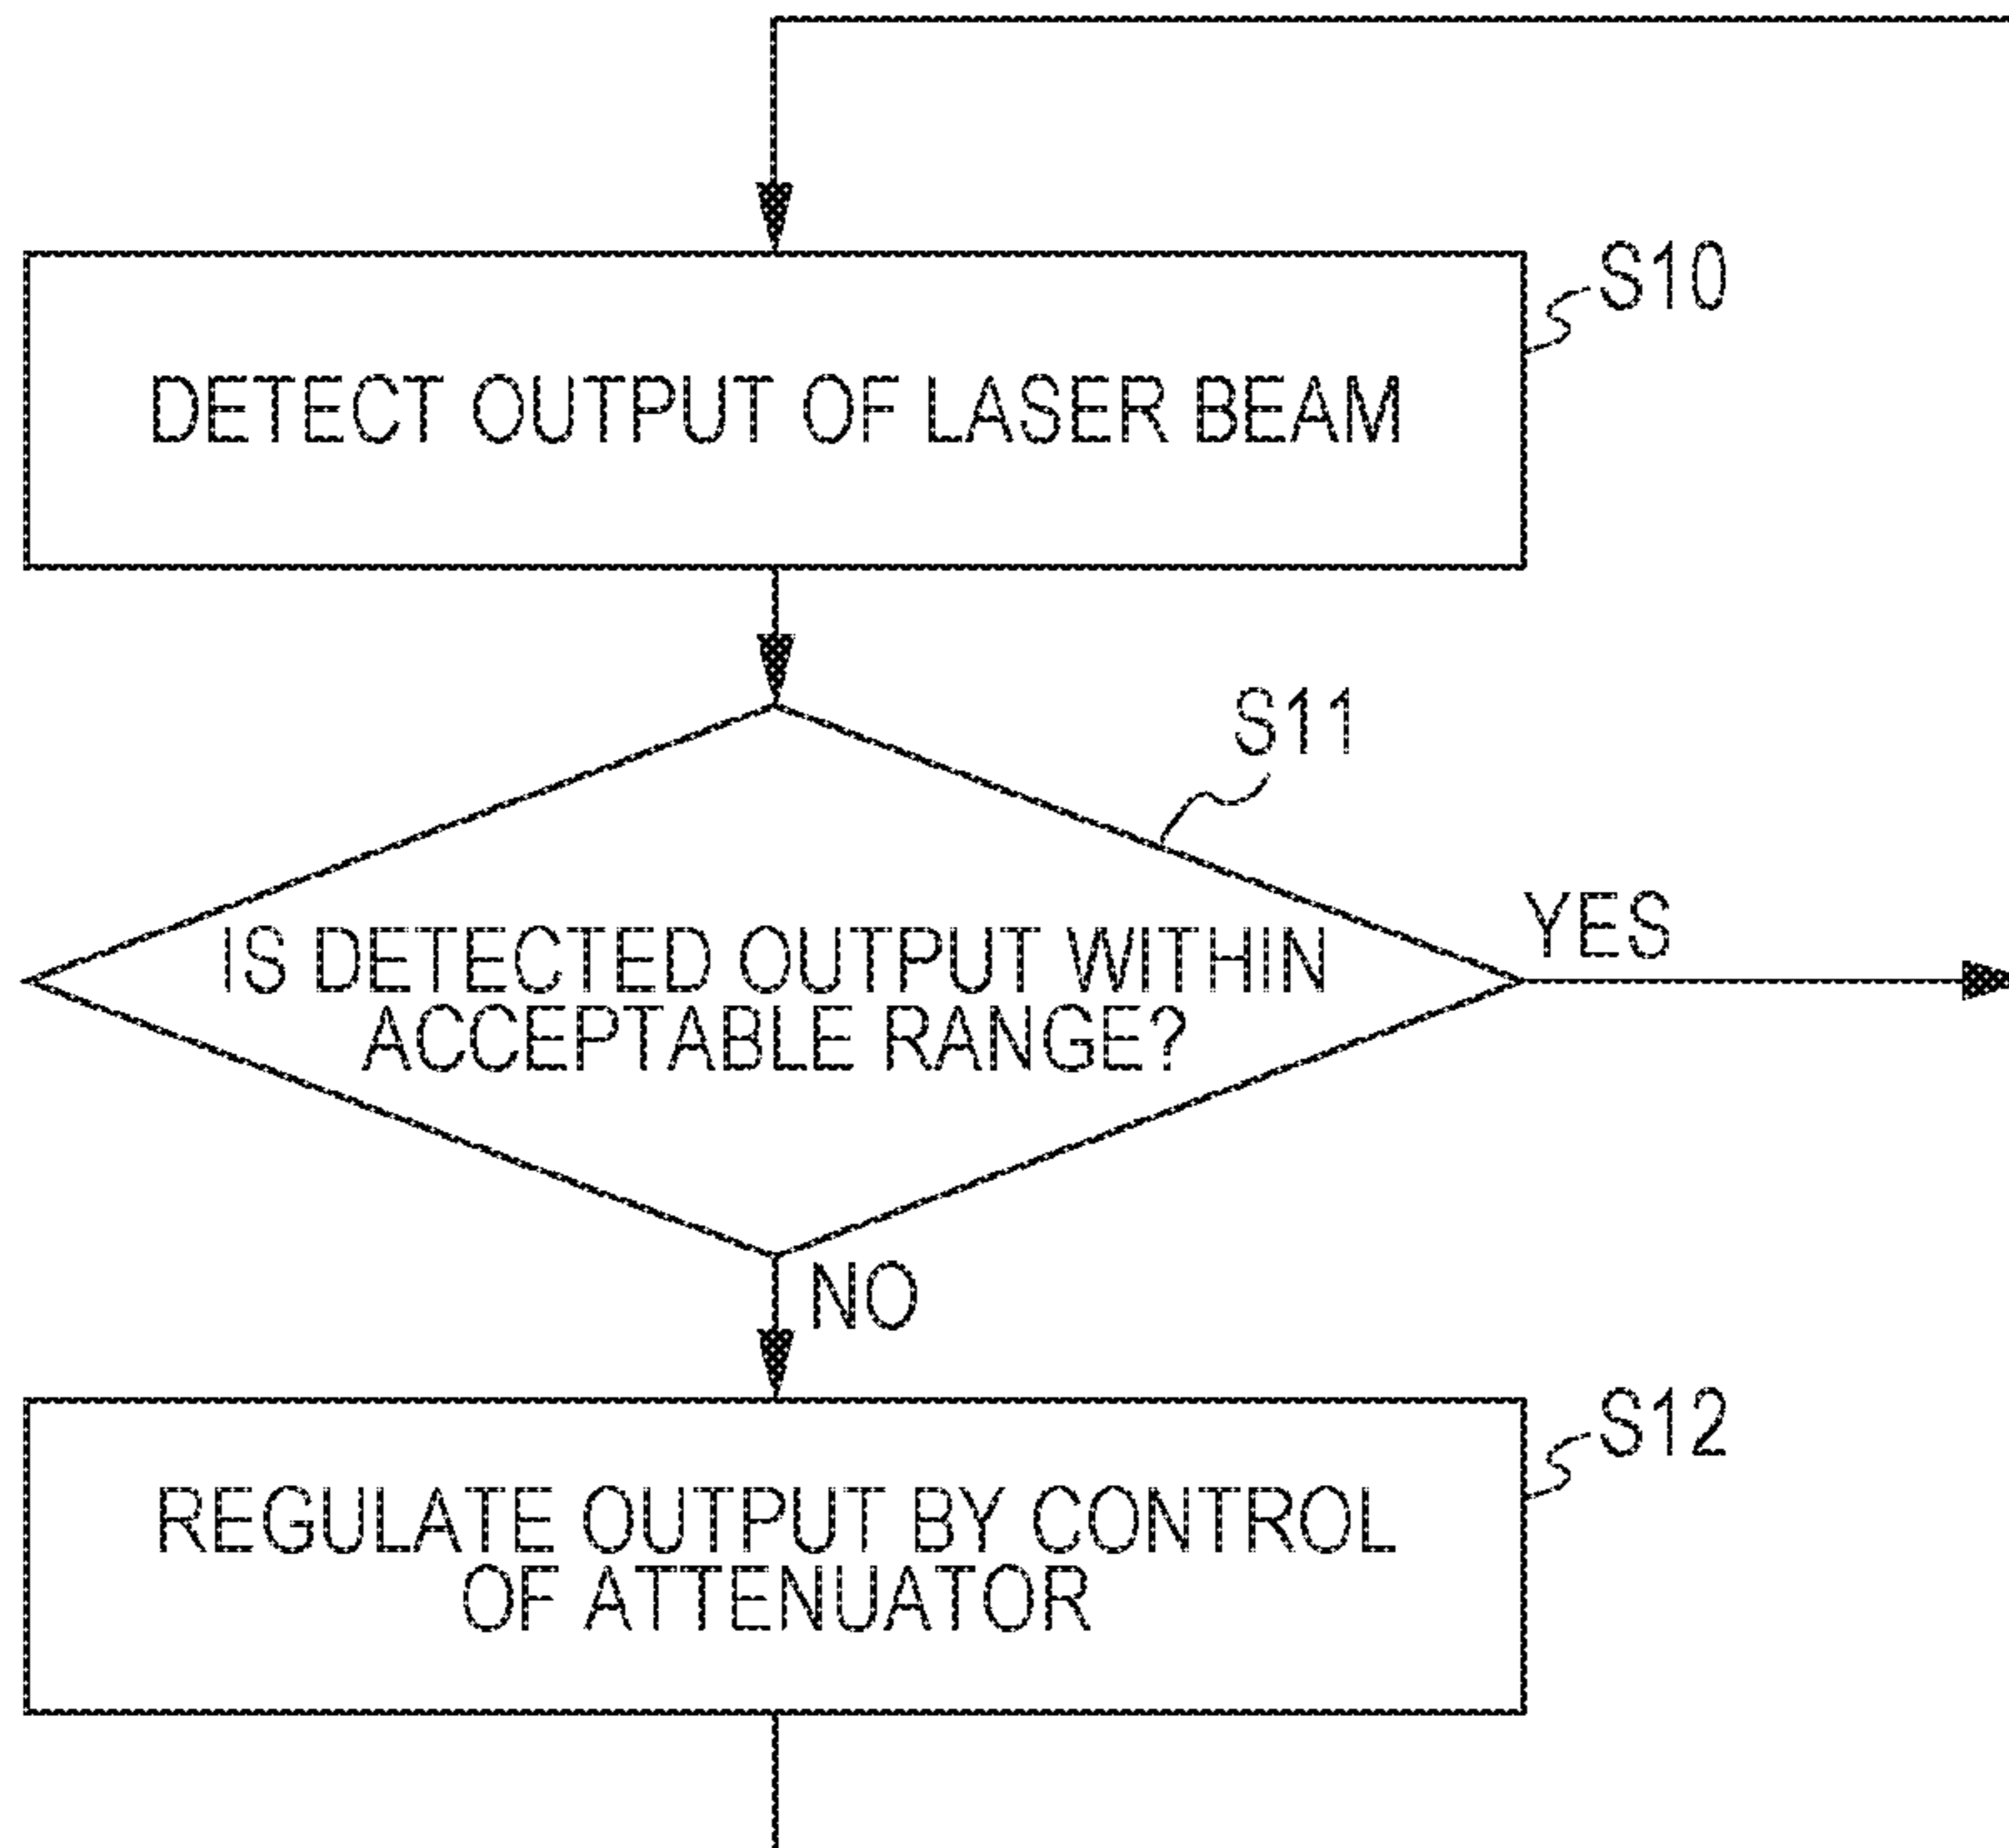 S10
DETECT OUTPUT OF LASER BEAM
S11
IS DETECTED OUTPUT WITHIN
ACCEPTABLE RANGE?
YES
NO
S12
REGULATE OUTPUT BY CONTROL
OF ATTENUATOR